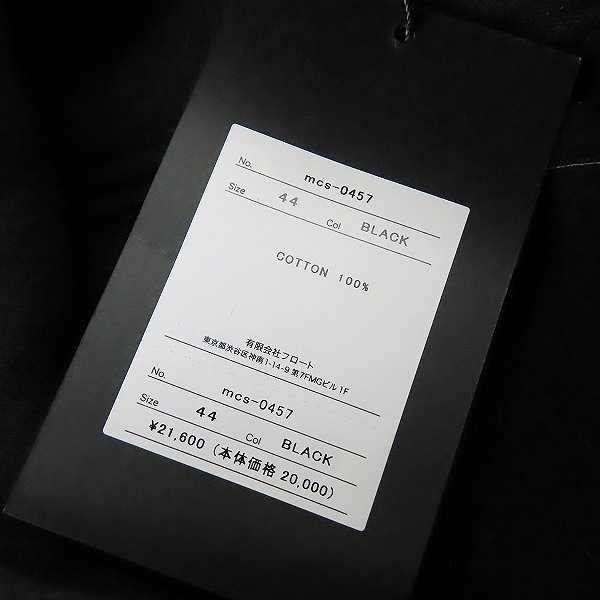 No. mcs-0457
Size 44 Col BLACK
COTTON 100%
有限会社フロート
東京都渋谷区神南1-14-9 第7FMGビル 1F
No. mcs-0457
Size 44 Col BLACK
¥21,600 (本体価格 20,000)